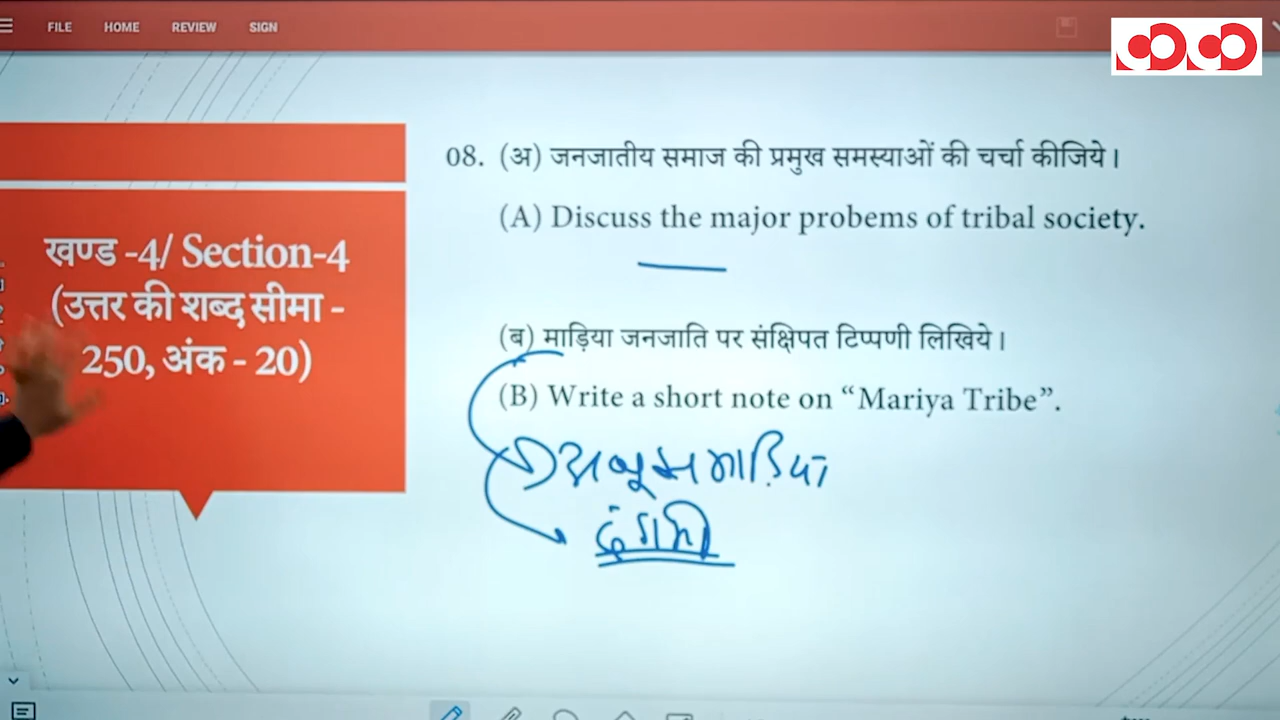 FILE HOME REVIEW SIGN
खण्ड -4/ Section-4
(उत्तर की शब्द सीमा -
250, अंक - 20)
08. (अ) जनजातीय समाज की प्रमुख समस्याओं की चर्चा कीजिये।
(A) Discuss the major probems of tribal society.
(ब) माड़िया जनजाति पर संक्षिपत टिप्पणी लिखिये।
(B) Write a short note on “Mariya Tribe”.
अबूझमाड़िया